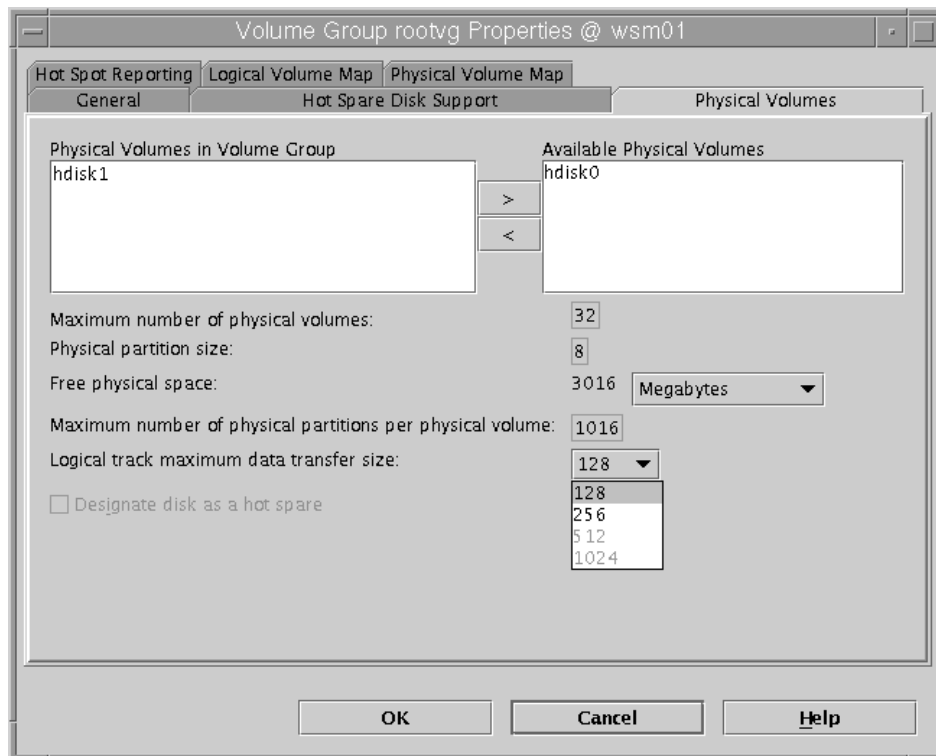 Volume Group rootvg Properties @ wsm01
Hot Spot Reporting Logical Volume Map Physical Volume Map
General Hot Spare Disk Support Physical Volumes
Physical Volumes in Volume Group Available Physical Volumes
hdisk1 hdisk0
>
<
Maximum number of physical volumes: 32
Physical partition size: 8
Free physical space: 3016 Megabytes
Maximum number of physical partitions per physical volume: 1016
Logical track maximum data transfer size: 128
128
Designate disk as a hot spare
256
512
1024
OK Cancel Help